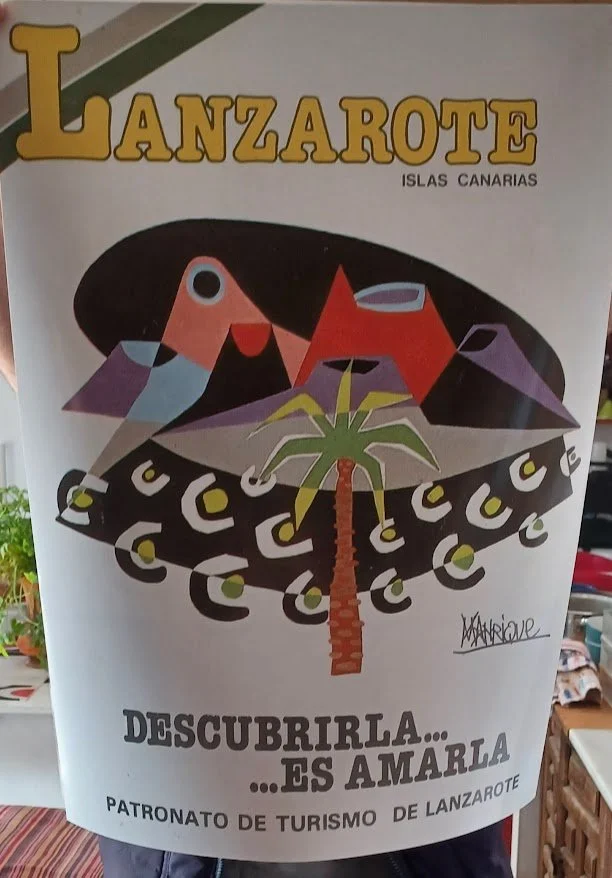 LANZAROTE
ISLAS CANARIAS
MANRIQUE
DESCUBRIRLA...
...ES AMARLA
PATRONATO DE TURISMO DE LANZAROTE